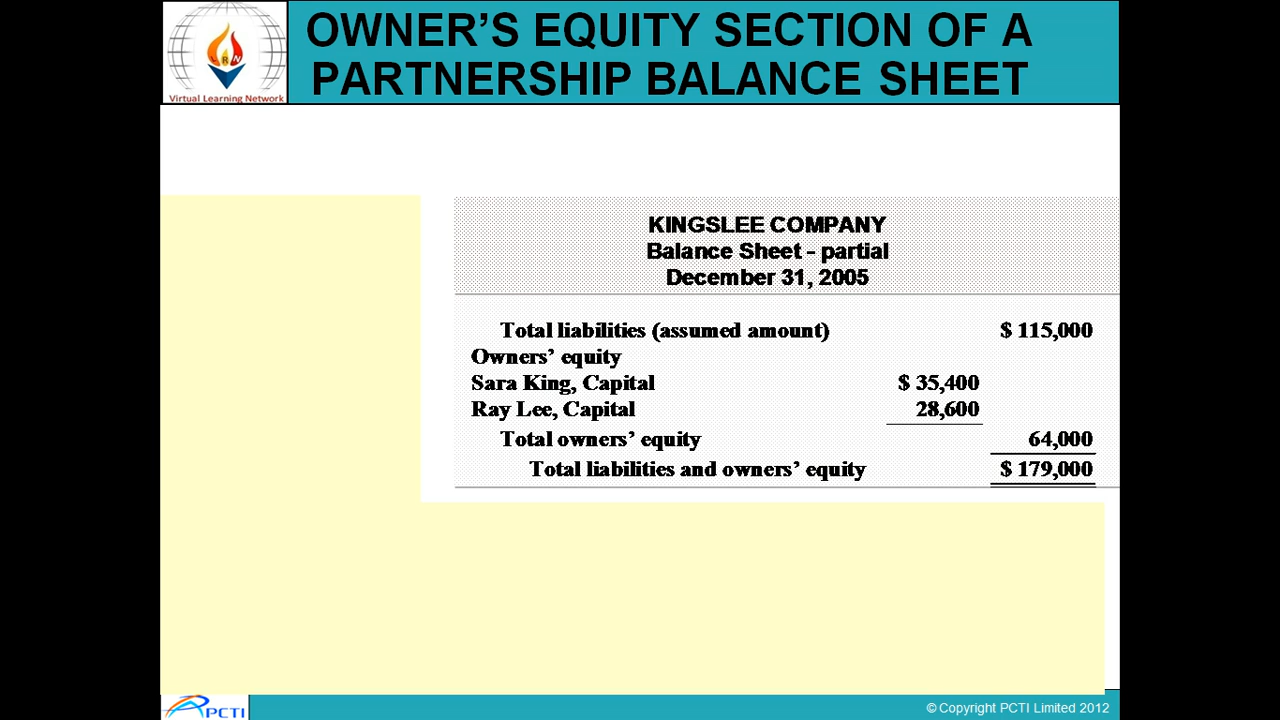 OWNER’S EQUITY SECTION OF A
PARTNERSHIP BALANCE SHEET
LRN
Virtual Learning Network
KINGSLEE COMPANY
Balance Sheet - partial
December 31, 2005
Total liabilities (assumed amount) $ 115,000
Owners’ equity
Sara King, Capital $ 35,400
Ray Lee, Capital 28,600
Total owners’ equity 64,000
Total liabilities and owners’ equity $ 179,000
PCTI
© Copyright PCTI Limited 2012